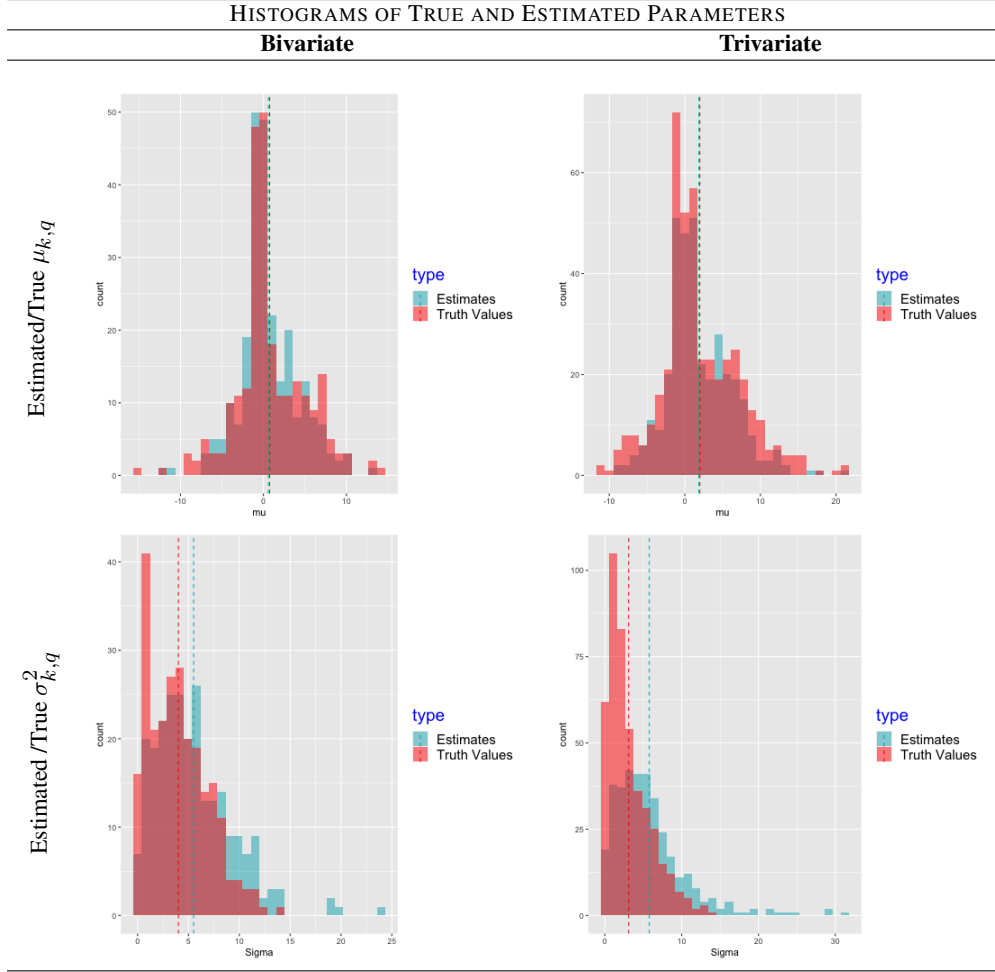 HISTOGRAMS OF TRUE AND ESTIMATED PARAMETERS
Bivariate Trivariate
Estimated/True μk,q
50
40
30
20
10
0
count
-10 0 10
mu
type
Estimates
Truth Values
60
40
20
0
count
-10 0 10 20
mu
type
Estimates
Truth Values
Estimated /True σ²k,q
40
30
20
10
0
count
0 5 10 15 20 25
Sigma
type
Estimates
Truth Values
100
75
50
25
0
count
0 10 20 30
Sigma
type
Estimates
Truth Values